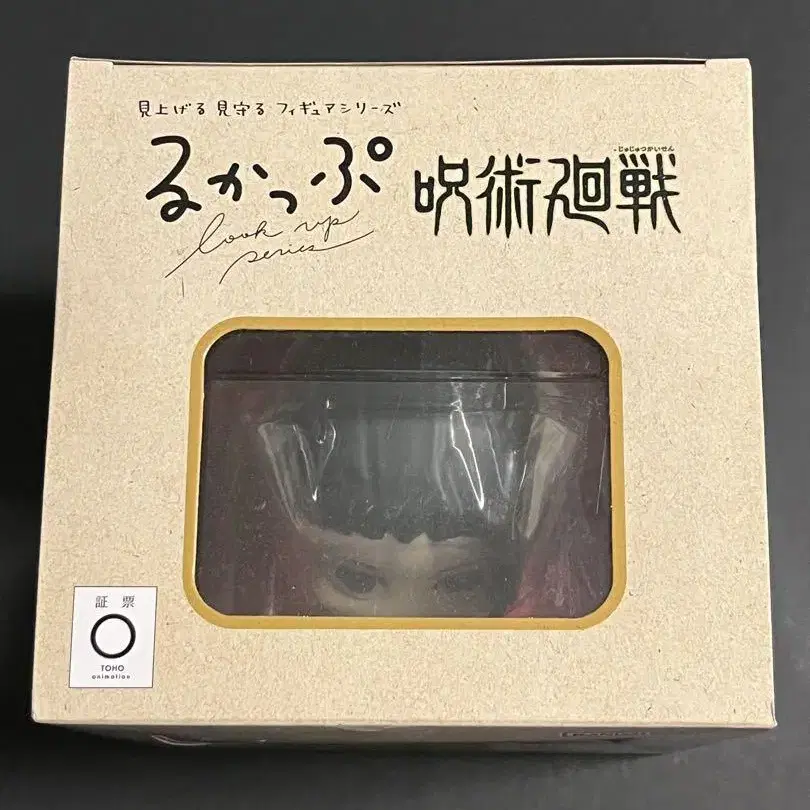 見上げる 見守る フィギュアシリーズ
るかっぷ
look up
series
じゅじゅつかいせん
呪術廻戦
証票
TOHO
animation